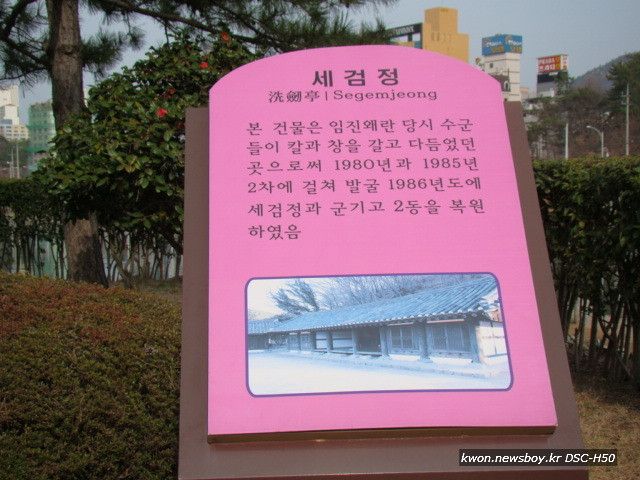 세검정
洗劒亭 | Segemjeong
본 건물은 임진왜란 당시 수군
들이 칼과 창을 갈고 다듬었던
곳으로써 1980년과 1985년
2차에 걸쳐 발굴 1986년도에
세검정과 군기고 2동을 복원
하였음
kwon.newsboy.kr DSC-H50